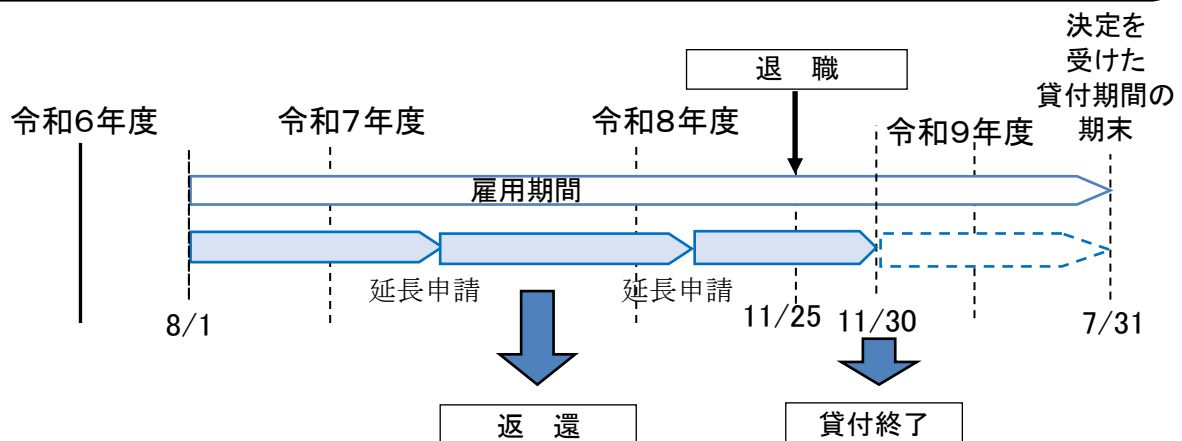 決定を
受けた
貸付期間の
期末
退　職
令和6年度
令和7年度
令和8年度
令和9年度
雇用期間
延長申請
延長申請
8/1
11/25
11/30
7/31
返　還
貸付終了